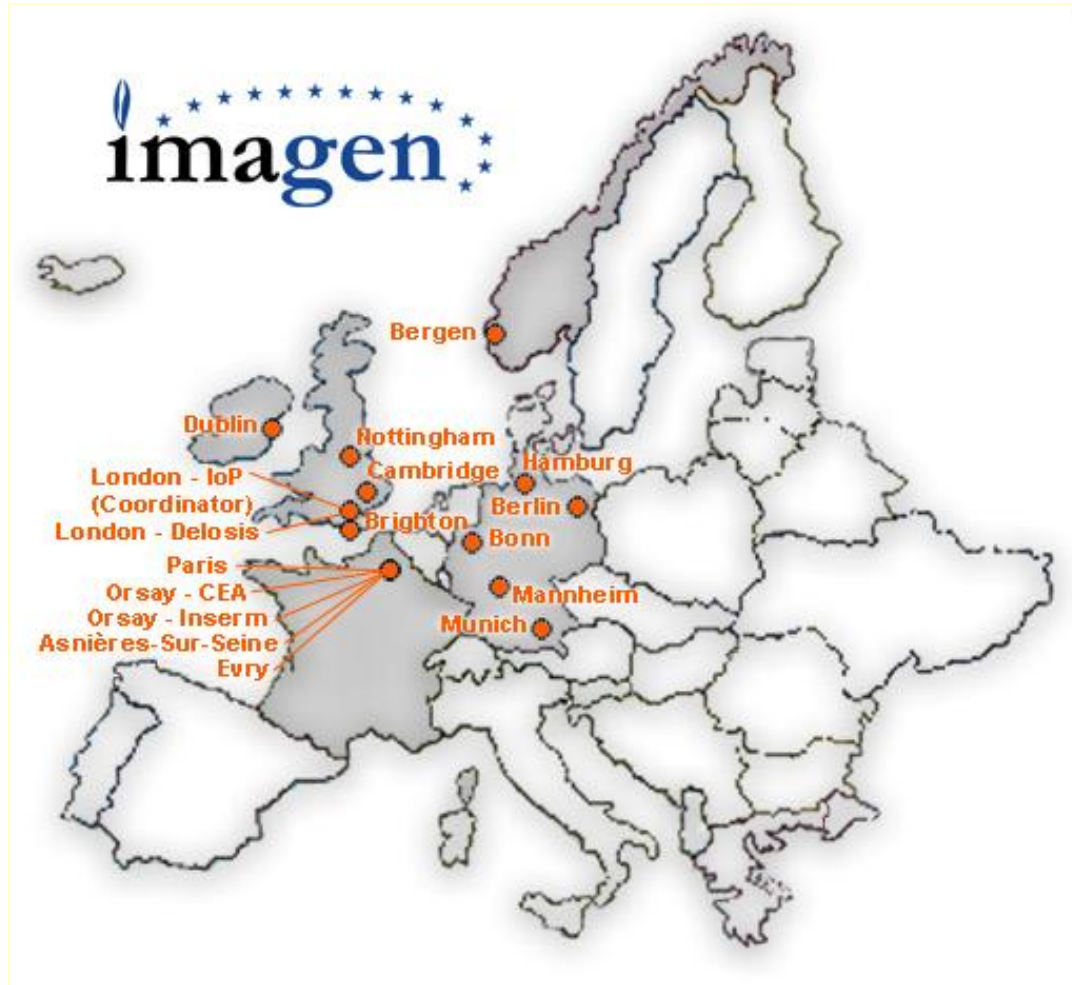 imagen
Bergen
Dublin
Nottingham
Cambridge
Hamburg
London - IoP
(Coordinator)
Berlin
London - Delosis
Brighton
Bonn
Paris
Orsay - CEA
Mannheim
Orsay - Inserm
Munich
Asnières-Sur-Seine
Evry